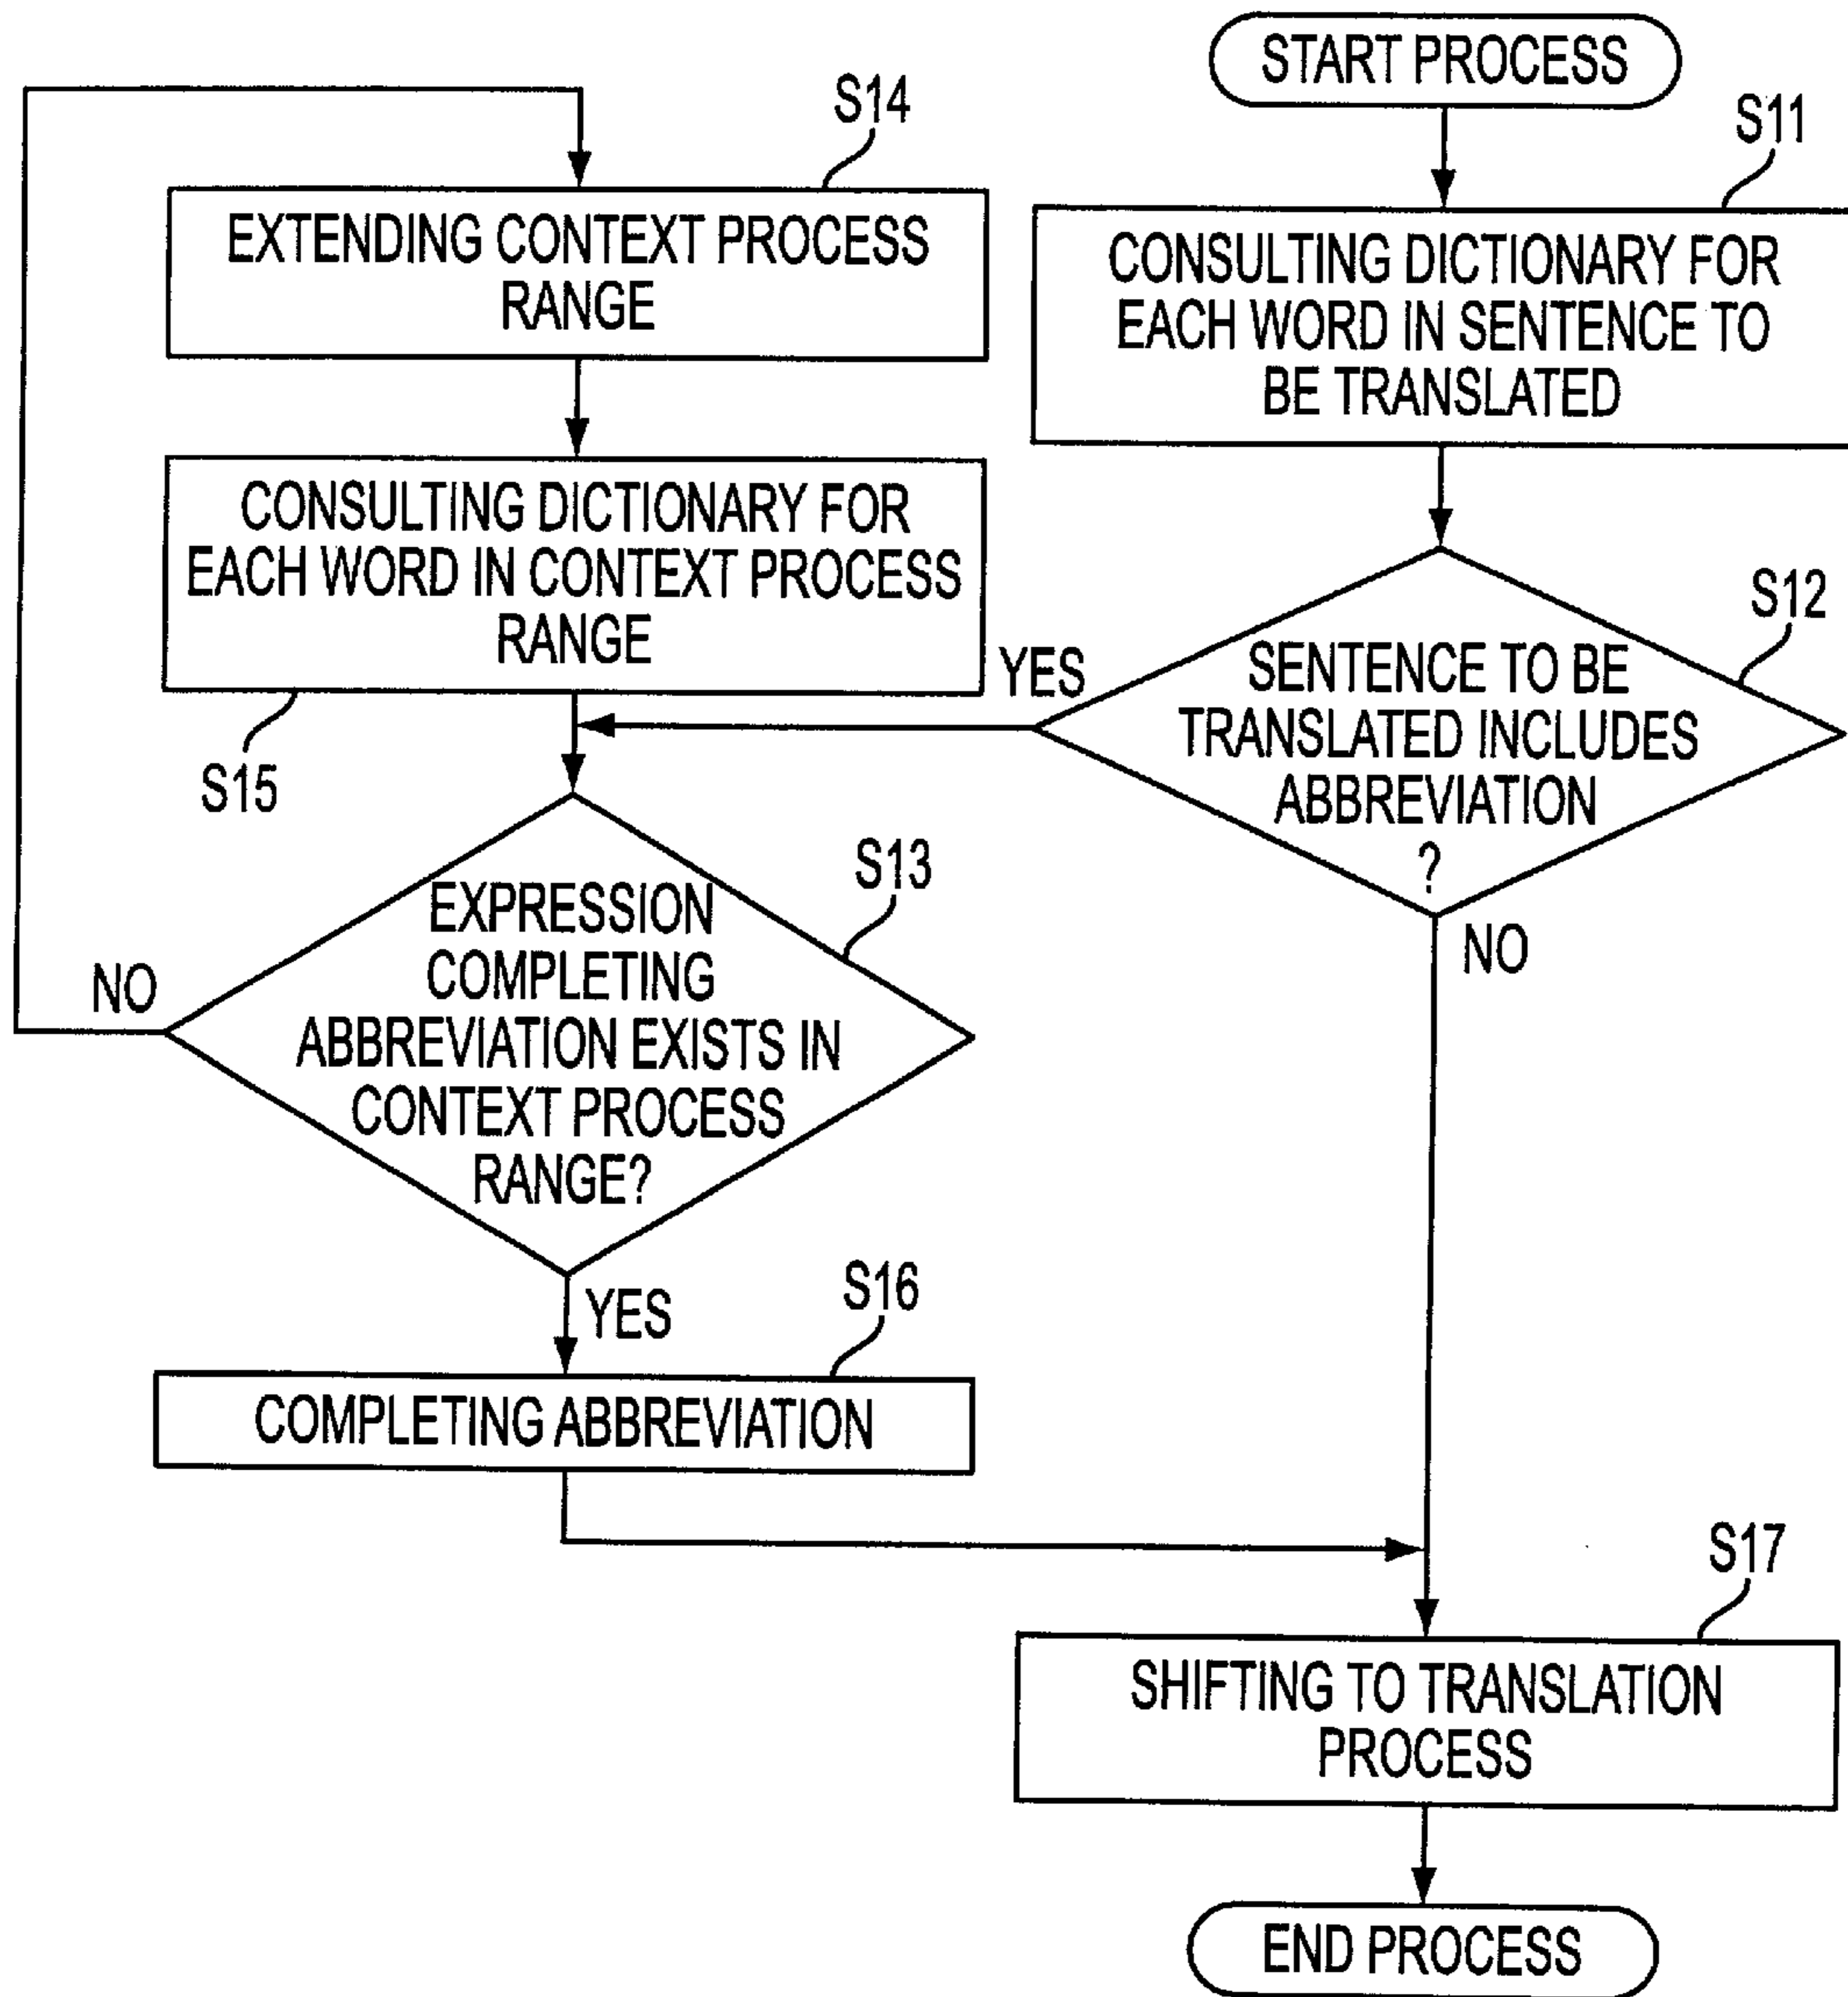 START PROCESS
S11
CONSULTING DICTIONARY FOR
EACH WORD IN SENTENCE TO
BE TRANSLATED
S12
SENTENCE TO BE
TRANSLATED INCLUDES
ABBREVIATION
?
YES
NO
S14
EXTENDING CONTEXT PROCESS
RANGE
CONSULTING DICTIONARY FOR
EACH WORD IN CONTEXT PROCESS
RANGE
S15
S13
EXPRESSION
COMPLETING
ABBREVIATION EXISTS IN
CONTEXT PROCESS
RANGE?
NO
YES
S16
COMPLETING ABBREVIATION
S17
SHIFTING TO TRANSLATION
PROCESS
END PROCESS